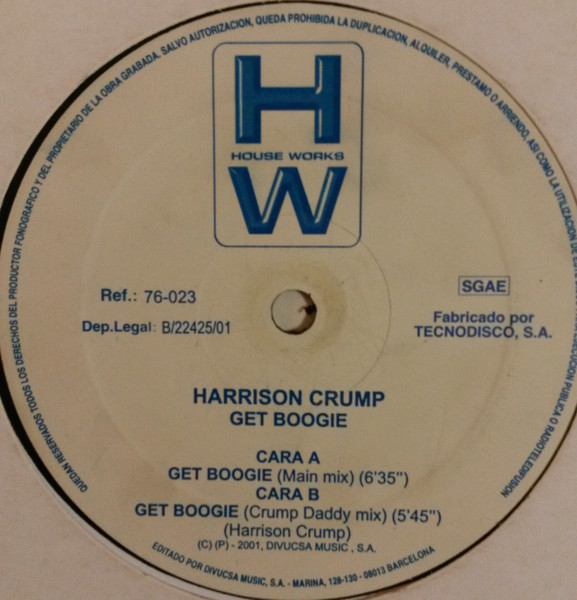 QUEDAN RESERVADOS TODOS LOS DERECHOS DEL PRODUCTOR FONOGRAFICO Y DEL PROPIETARIO DE LA OBRA GRABADA. SALVO AUTORIZACION, QUEDA PROHIBIDA LA DUPLICACION, ALQUILER, PRESTAMO O ARRIENDO, ASI COMO LA UTILIZACION DE PUBLICA O RADIOTELEDIFUSION
H
HOUSE WORKS
W
Ref.: 76-023
Dep.Legal: B/22425/01
SGAE
Fabricado por
TECNODISCO, S.A.
HARRISON CRUMP
GET BOOGIE
CARA A
GET BOOGIE (Main mix) (6'35")
CARA B
GET BOOGIE (Crump Daddy mix) (5'45")
(Harrison Crump)
(C) (P) - 2001, DIVUCSA MUSIC , S.A.
EDITADO POR DIVUCSA MUSIC, S.A. - MARINA, 128-130 - 08013 BARCELONA